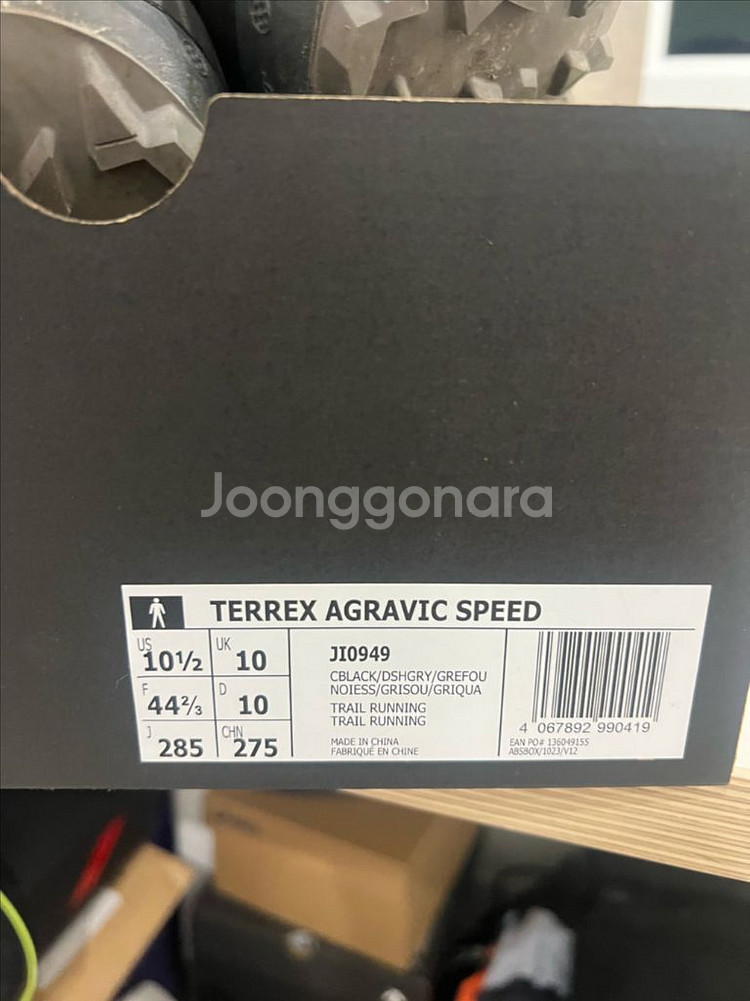 Joonggonara
TERREX AGRAVIC SPEED
US
10½
UK
10
F
44⅔
D
10
J
285
CHN
275
JI0949
CBLACK/DSHGRY/GREFOU
NOIESS/GRISOU/GRIQUA
TRAIL RUNNING
TRAIL RUNNING
MADE IN CHINA
FABRIQUÉ EN CHINE
4 067892 990419
EAN PO# 136049155
ABSBOX/1023/V12